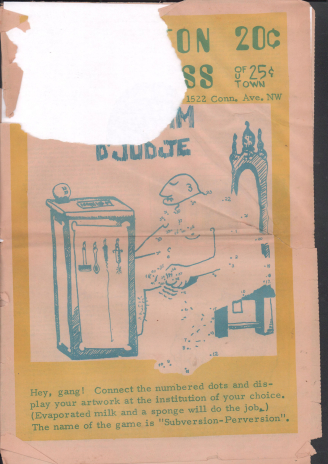 ON 20¢
SS OF 25¢
U TOWN
1532 Conn. Ave. NW
M
D'JUDJTE
Hey, gang! Connect the numbered dots and dis-
play your artwork at the institution of your choice.
(Evaporated milk and a sponge will do the job.)
The name of the game is "Subversion-Perversion".